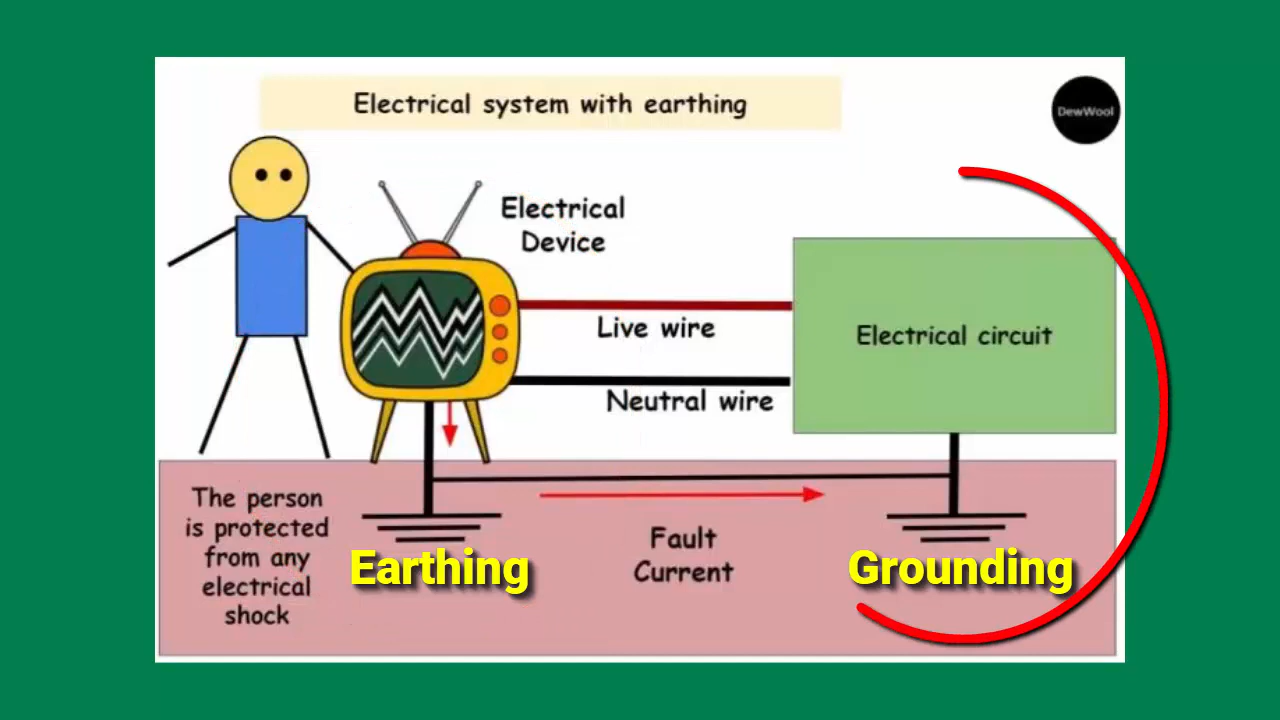 Electrical system with earthing
DewWool
Electrical
Device
Live wire
Electrical circuit
Neutral wire
The person
is protected
from any
electrical
shock
Earthing
Fault
Current
Grounding